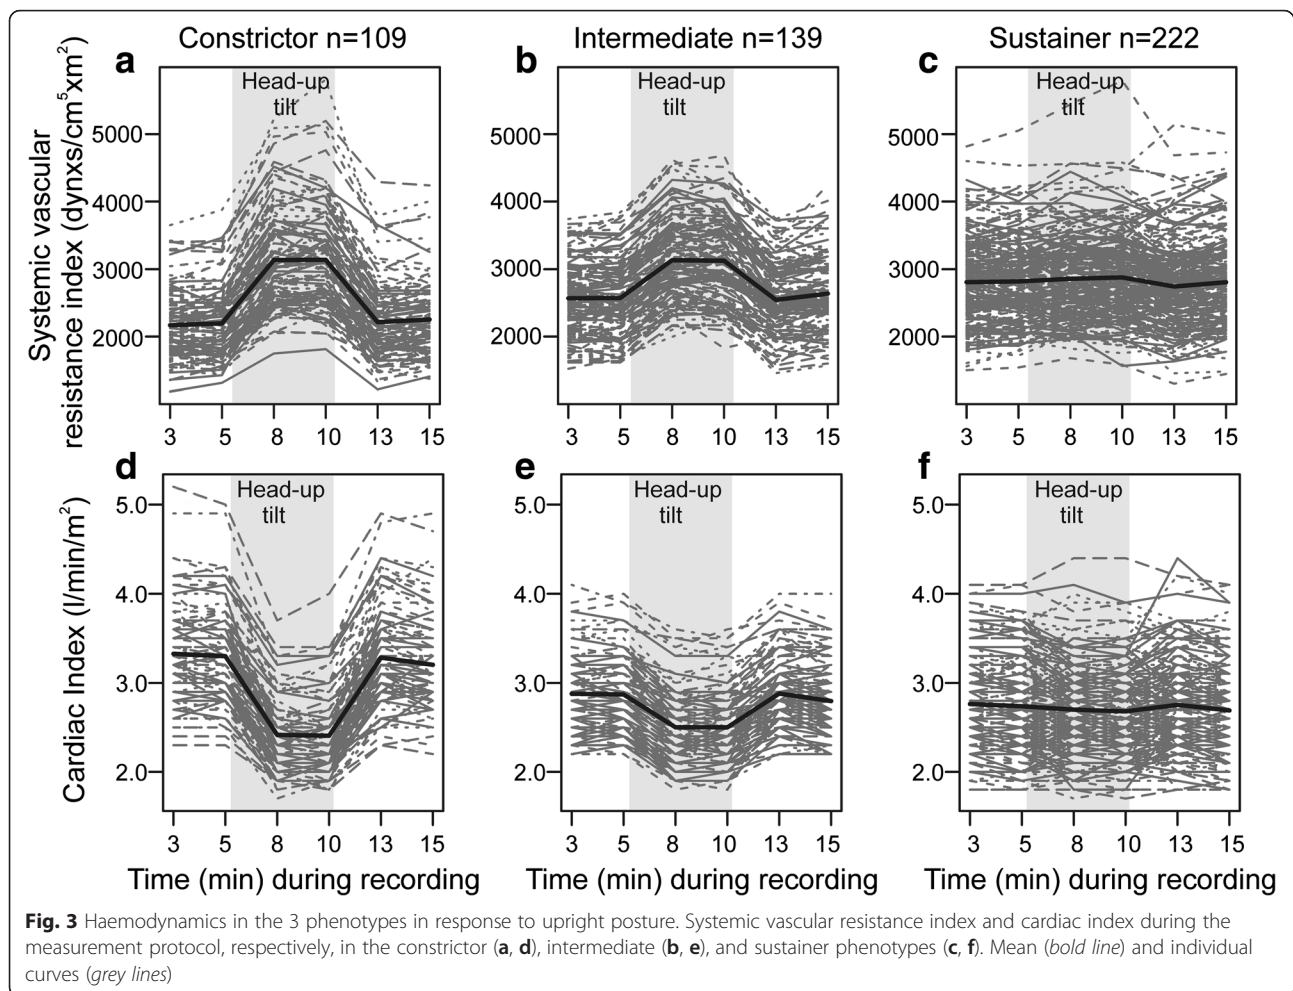 Constrictor n=109
Intermediate n=139
Sustainer n=222
a
b
c
Systemic vascular
resistance index (dynxs/cm⁵xm²)
Head-up
tilt
5000
4000
3000
2000
3 5 8 10 13 15
Head-up
tilt
5000
4000
3000
2000
3 5 8 10 13 15
Head-up
tilt
5000
4000
3000
2000
3 5 8 10 13 15
d
e
f
Cardiac Index (l/min/m²)
Head-up
tilt
5.0
4.0
3.0
2.0
3 5 8 10 13 15
Time (min) during recording
Head-up
tilt
5.0
4.0
3.0
2.0
3 5 8 10 13 15
Time (min) during recording
Head-up
tilt
5.0
4.0
3.0
2.0
3 5 8 10 13 15
Time (min) during recording
Fig. 3 Haemodynamics in the 3 phenotypes in response to upright posture. Systemic vascular resistance index and cardiac index during the
measurement protocol, respectively, in the constrictor (a, d), intermediate (b, e), and sustainer phenotypes (c, f). Mean (bold line) and individual
curves (grey lines)